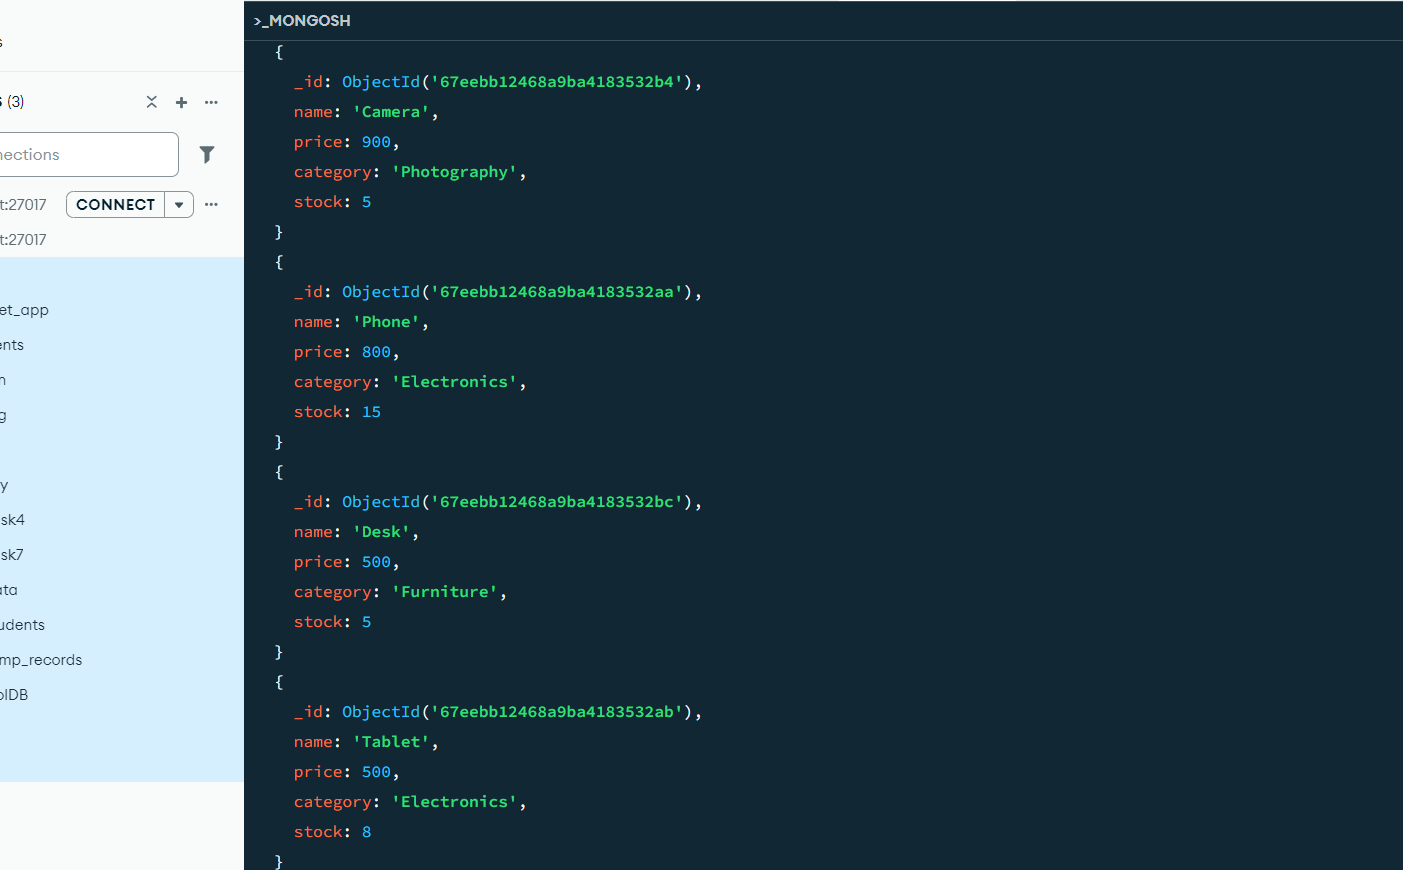 s
s (3)
nections
t:27017
CONNECT
t:27017
et_app
ents
n
g
y
sk4
sk7
ata
udents
mp_records
olDB
>_MONGOSH
{
_id: ObjectId('67eebb12468a9ba4183532b4'),
name: 'Camera',
price: 900,
category: 'Photography',
stock: 5
}
{
_id: ObjectId('67eebb12468a9ba4183532aa'),
name: 'Phone',
price: 800,
category: 'Electronics',
stock: 15
}
{
_id: ObjectId('67eebb12468a9ba4183532bc'),
name: 'Desk',
price: 500,
category: 'Furniture',
stock: 5
}
{
_id: ObjectId('67eebb12468a9ba4183532ab'),
name: 'Tablet',
price: 500,
category: 'Electronics',
stock: 8
}